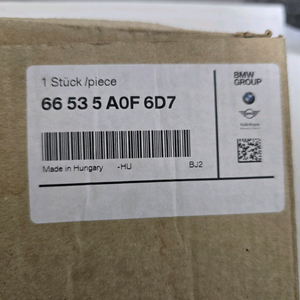 1 Stück /piece
66 53 5 A0F 6D7
Made in Hungary -HU BJ2
BMW
GROUP